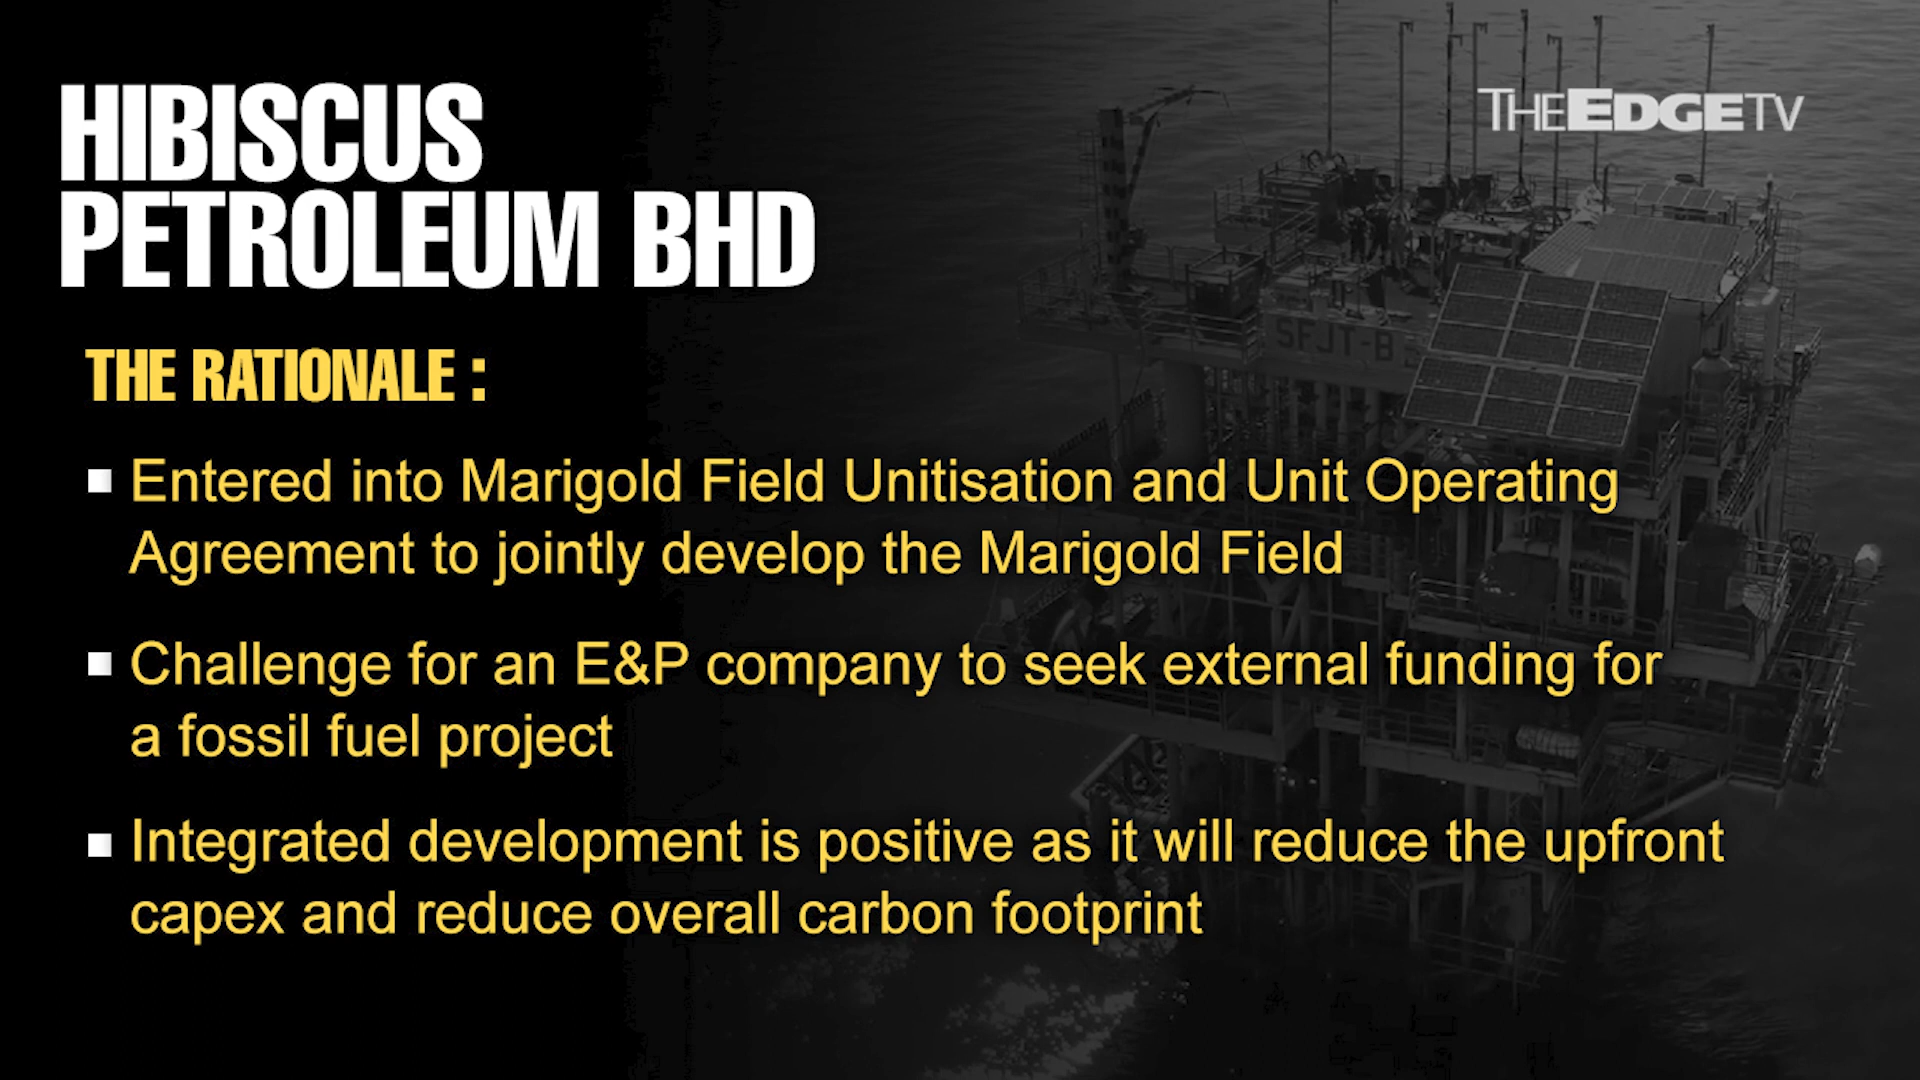 HIBISCUS
PETROLEUM BHD
THEEDGETV
SFJT-B
THE RATIONALE :
Entered into Marigold Field Unitisation and Unit Operating
Agreement to jointly develop the Marigold Field
Challenge for an E&P company to seek external funding for
a fossil fuel project
Integrated development is positive as it will reduce the upfront
capex and reduce overall carbon footprint